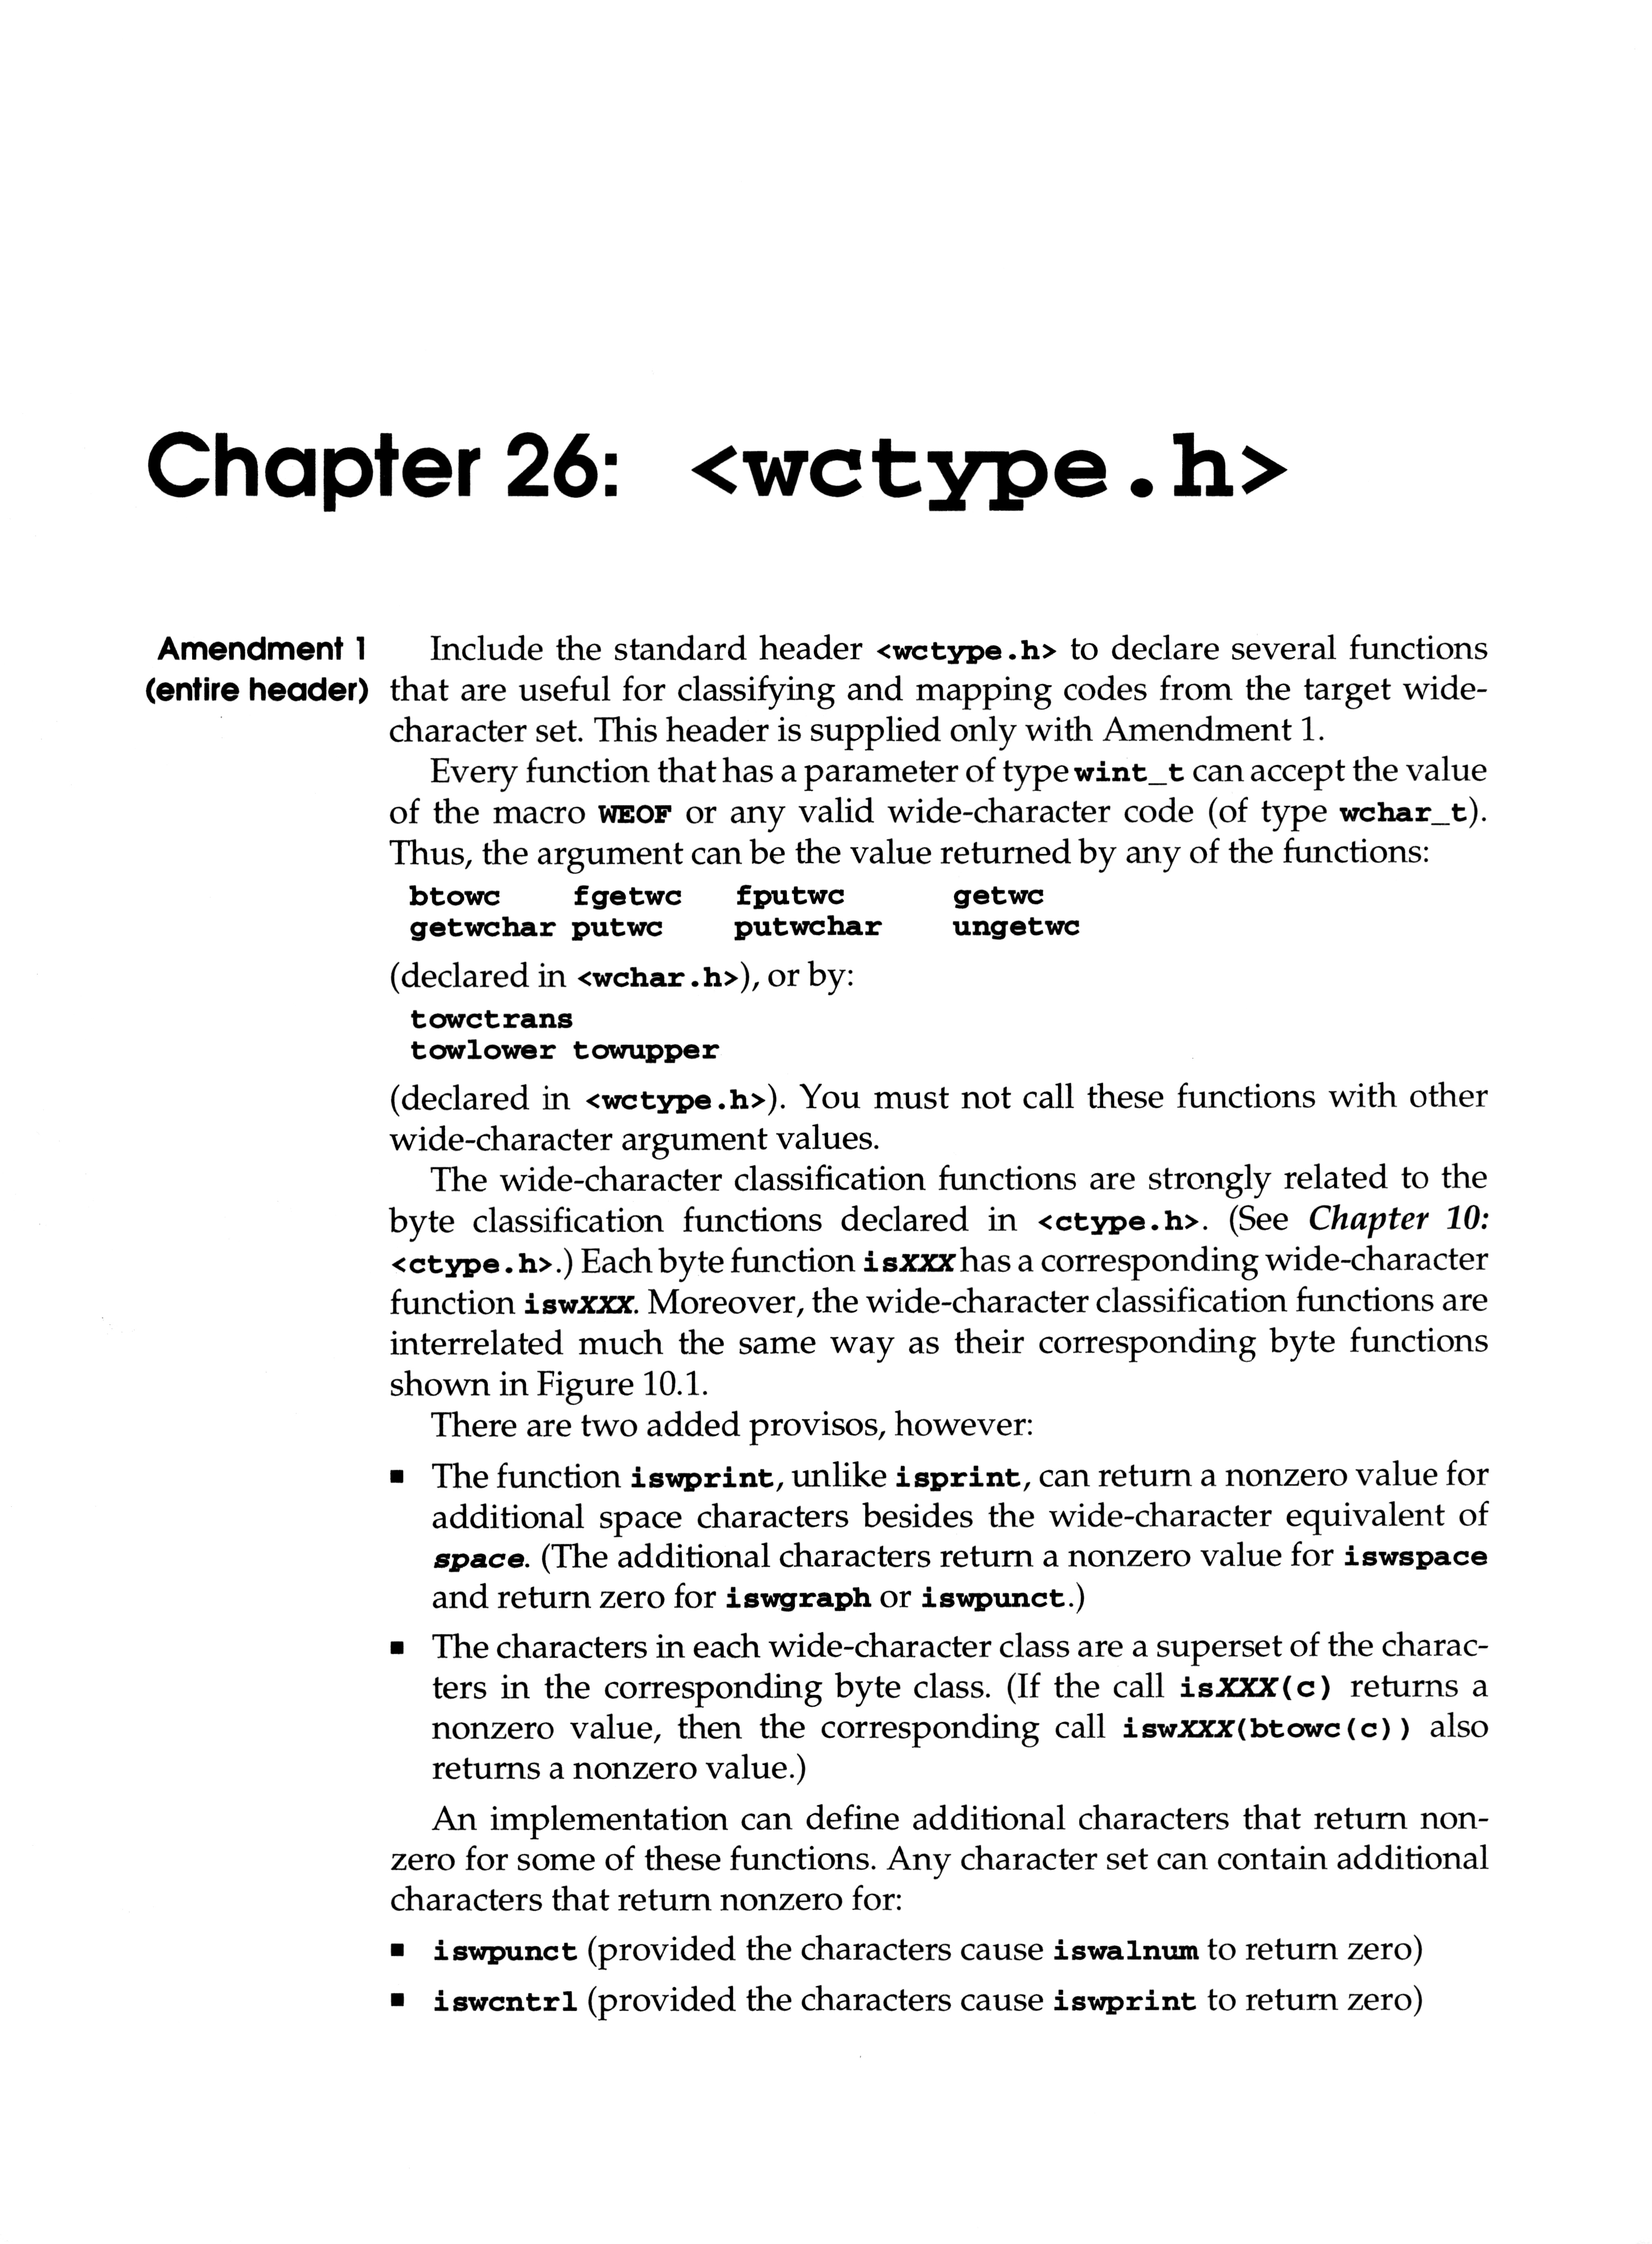 Chapter 26: <wctype.h>
Amendment 1
(entire header)
Include the standard header <wctype.h> to declare several functions
that are useful for classifying and mapping codes from the target wide-
character set. This header is supplied only with Amendment 1.
Every function that has a parameter of type wint_t can accept the value
of the macro WEOF or any valid wide-character code (of type wchar_t).
Thus, the argument can be the value returned by any of the functions:
btowc fgetwc fputwc getwc
getwchar putwc putwchar ungetwc
(declared in <wchar.h>), or by:
towctrans
towlower towupper
(declared in <wctype.h>). You must not call these functions with other
wide-character argument values.
The wide-character classification functions are strongly related to the
byte classification functions declared in <ctype.h>. (See Chapter 10:
<ctype.h>.) Each byte function isXXX has a corresponding wide-character
function iswXXX. Moreover, the wide-character classification functions are
interrelated much the same way as their corresponding byte functions
shown in Figure 10.1.
There are two added provisos, however:
■ The function iswprint, unlike isprint, can return a nonzero value for
additional space characters besides the wide-character equivalent of
space. (The additional characters return a nonzero value for iswspace
and return zero for iswgraph or iswpunct.)
■ The characters in each wide-character class are a superset of the charac-
ters in the corresponding byte class. (If the call isXXX(c) returns a
nonzero value, then the corresponding call iswXXX(btowc(c)) also
returns a nonzero value.)
An implementation can define additional characters that return non-
zero for some of these functions. Any character set can contain additional
characters that return nonzero for:
■ iswpunct (provided the characters cause iswalnum to return zero)
■ iswcntrl (provided the characters cause iswprint to return zero)